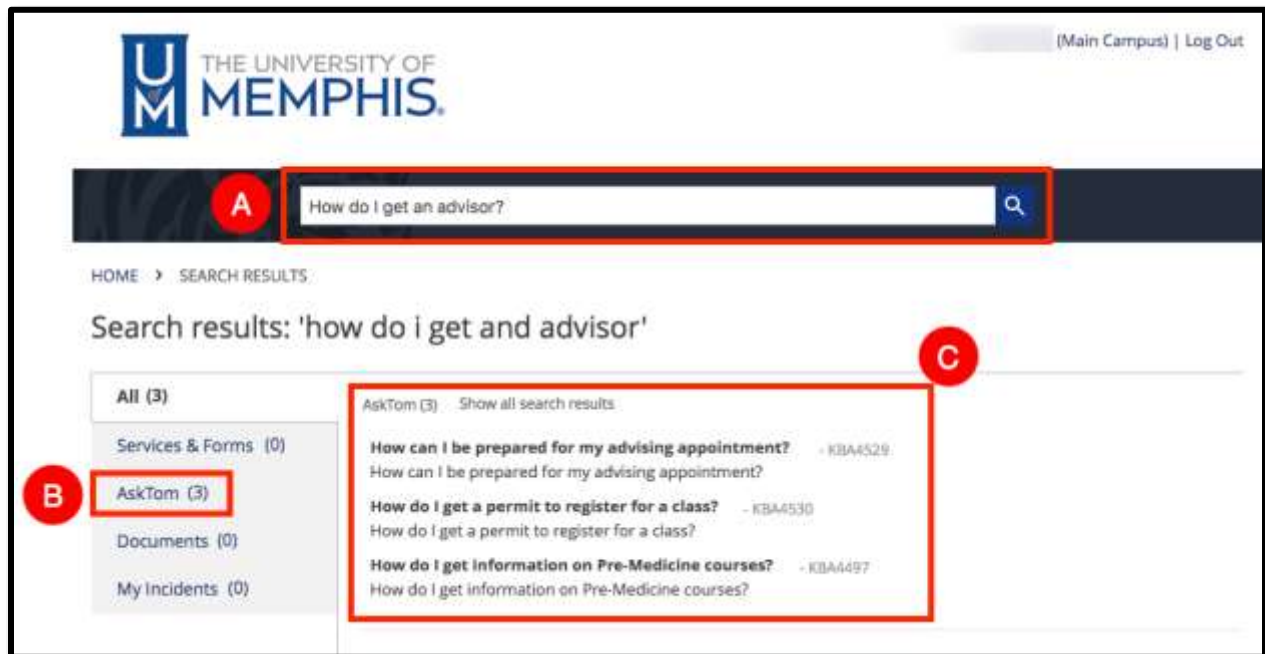 (Main Campus) | Log Out
UM
THE UNIVERSITY OF
MEMPHIS.
A
How do I get an advisor?
HOME > SEARCH RESULTS
Search results: 'how do i get and advisor'
C
All (3)
AskTom (3) Show all search results
Services & Forms (0)
How can I be prepared for my advising appointment? - KBA4529
How can I be prepared for my advising appointment?
B
AskTom (3)
How do I get a permit to register for a class? - KBA4530
How do I get a permit to register for a class?
Documents (0)
How do I get information on Pre-Medicine courses? - KBA4497
My Incidents (0)
How do I get information on Pre-Medicine courses?